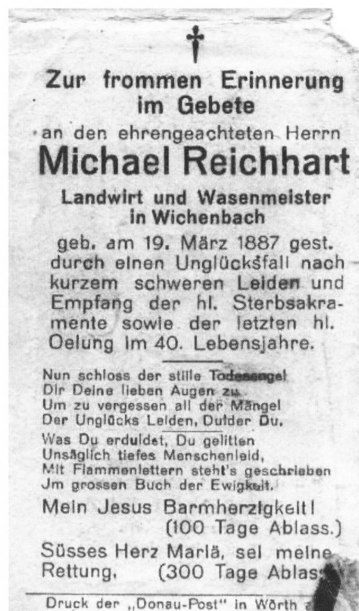 Zur frommen Erinnerung
im Gebete
an den ehrengeachteten Herrn
Michael Reichhart
Landwirt und Wasenmeister
in Wichenbach
geb. am 19. März 1887 gest.
durch einen Unglücksfall nach
kurzem schweren Leiden und
Empfang der hl. Sterbsakra-
mente sowie der letzten hl.
Oelung im 40. Lebensjahre.
Nun schloss der stille Todesengel
Dir Deine lieben Augen zu
Um zu vergessen all der Mängel
Der Unglücks Leiden, Dulder Du.
Was Du erduldet, Du gelitten
Unsäglich tiefes Menschenleid,
Mit Flammenlettern steht's geschrieben
Jm grossen Buch der Ewigkeit.
Mein Jesus Barmherzigkeit!
(100 Tage Ablass.)
Süsses Herz Mariä, sei meine
Rettung. (300 Tage Ablass
Druck der „Donau-Post" in Wörth a